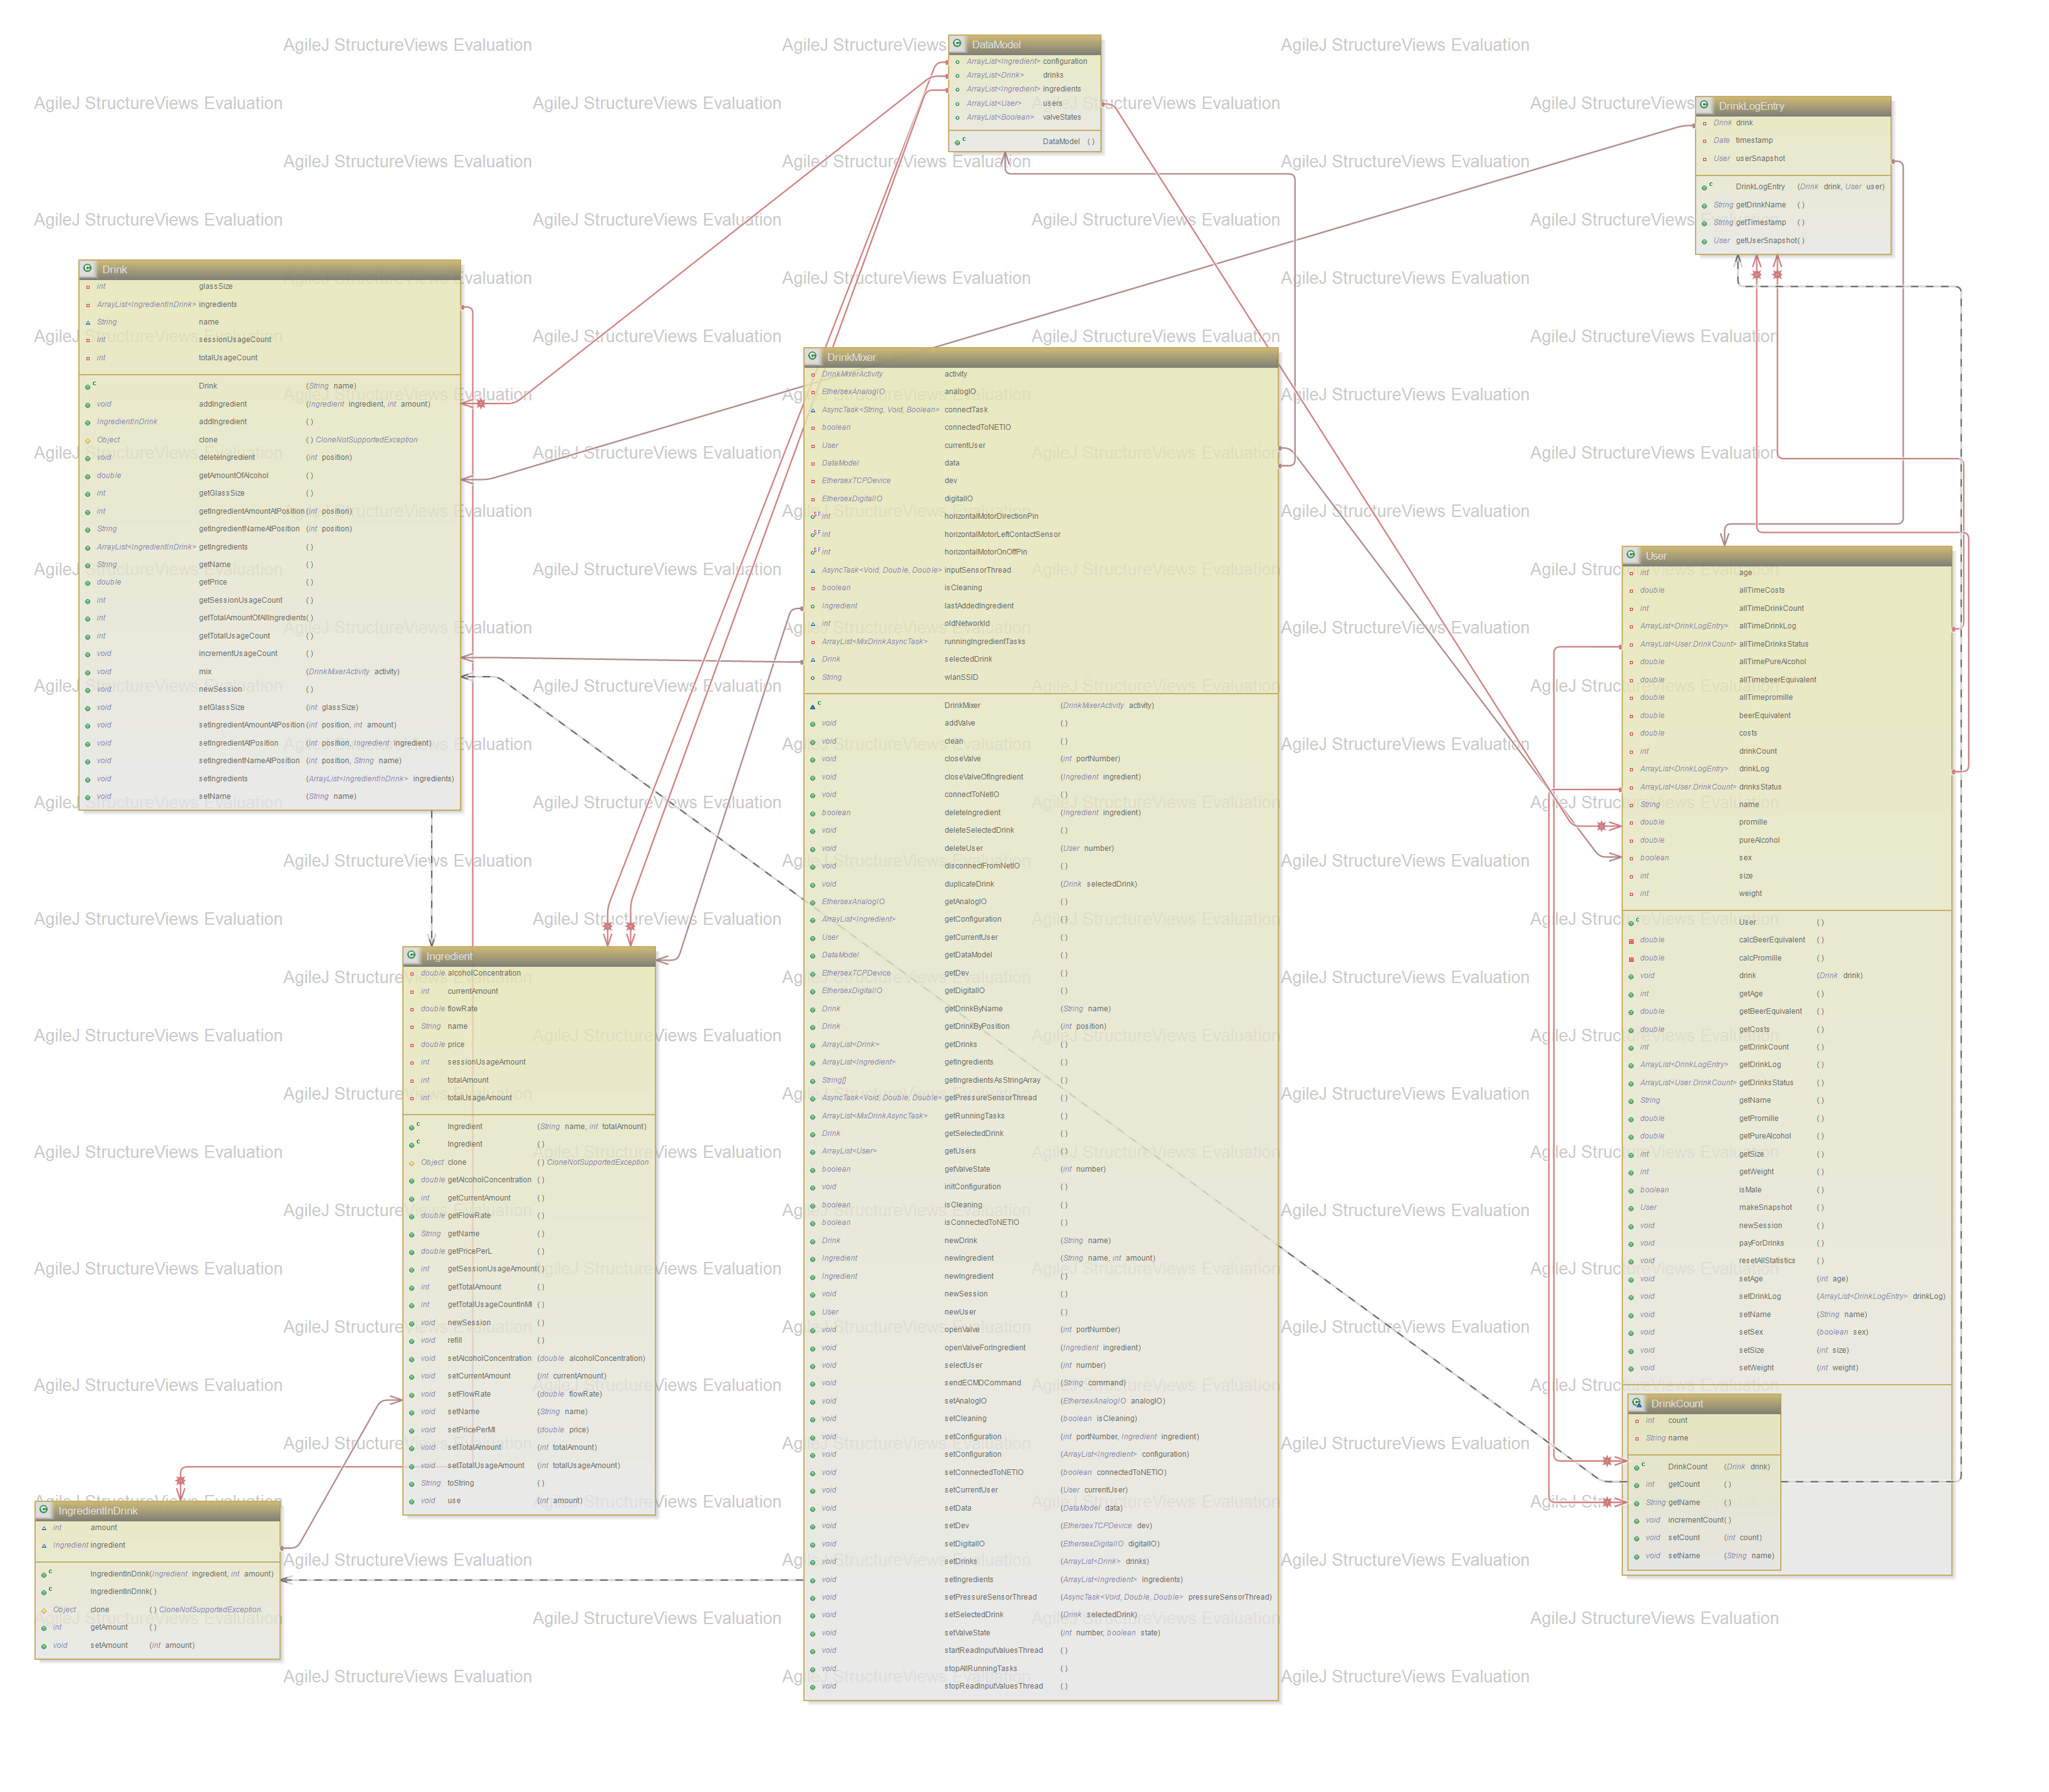 DataModel
ArrayList<Ingredient> configuration
ArrayList<Drink> drinks
ArrayList<Ingredient> ingredients
ArrayList<User> users
ArrayList<Boolean> valveStates
DataModel ( )
DrinkLogEntry
Drink drink
Date timestamp
User userSnapshot
DrinkLogEntry (Drink drink, User user)
String getDrinkName ( )
String getTimestamp ( )
User getUserSnapshot( )
Drink
int glassSize
ArrayList<IngredientInDrink> ingredients
String name
int sessionUsageCount
int totalUsageCount
Drink (String name)
void addIngredient (Ingredient ingredient, int amount)
IngredientInDrink addIngredient ( )
Object clone ( ) CloneNotSupportedException
void deleteIngredient (int position)
double getAmountOfAlcohol ( )
int getGlassSize ( )
int getIngredientAmountAtPosition(int position)
String getIngredientNameAtPosition (int position)
ArrayList<IngredientInDrink> getIngredients ( )
String getName ( )
double getPrice ( )
int getSessionUsageCount ( )
int getTotalAmountOfAllIngredients( )
int getTotalUsageCount ( )
void incrementUsageCount ( )
void mix (DrinkMixerActivity activity)
void newSession ( )
void setGlassSize (int glassSize)
void setIngredientAmountAtPosition(int position, int amount)
void setIngredientAtPosition (int position, Ingredient ingredient)
void setIngredientNameAtPosition (int position, String name)
void setIngredients (ArrayList<IngredientInDrink> ingredients)
void setName (String name)
DrinkMixer
DrinkMixerActivity activity
EthersexAnalogIO analogIO
AsyncTask<String, Void, Boolean> connectTask
boolean connectedToNETIO
User currentUser
DataModel data
EthersexTCPDevice dev
EthersexDigitalIO digitalIO
int horizontalMotorDirectionPin
int horizontalMotorLeftContactSensor
int horizontalMotorOnOffPin
AsyncTask<Void, Double, Double> inputSensorThread
boolean isCleaning
Ingredient lastAddedIngredient
int oldNetworkId
ArrayList<MixDrinkAsyncTask> runningIngredientTasks
Drink selectedDrink
String wlanSSID
DrinkMixer (DrinkMixerActivity activity)
void addValve ( )
void clean ( )
void closeValve (int portNumber)
void closeValveOfIngredient (Ingredient ingredient)
void connectToNetIO ( )
boolean deleteIngredient (Ingredient ingredient)
void deleteSelectedDrink ( )
void deleteUser (User number)
void disconnectFromNetIO ( )
void duplicateDrink (Drink selectedDrink)
EthersexAnalogIO getAnalogIO ( )
ArrayList<Ingredient> getConfiguration ( )
User getCurrentUser ( )
DataModel getDataModel ( )
EthersexTCPDevice getDev ( )
EthersexDigitalIO getDigitalIO ( )
Drink getDrinkByName (String name)
Drink getDrinkByPosition (int position)
ArrayList<Drink> getDrinks ( )
ArrayList<Ingredient> getIngredients ( )
String[] getIngredientsAsStringArray ( )
AsyncTask<Void, Double, Double> getPressureSensorThread ( )
ArrayList<MixDrinkAsyncTask> getRunningTasks ( )
Drink getSelectedDrink ( )
ArrayList<User> getUsers ( )
boolean getValveState (int number)
void initConfiguration ( )
boolean isCleaning ( )
boolean isConnectedToNETIO ( )
Drink newDrink (String name)
Ingredient newIngredient (String name, int amount)
Ingredient newIngredient ( )
void newSession ( )
User newUser ( )
void openValve (int portNumber)
void openValveForIngredient (Ingredient ingredient)
void selectUser (int number)
void sendECMDCommand (String command)
void setAnalogIO (EthersexAnalogIO analogIO)
void setCleaning (boolean isCleaning)
void setConfiguration (int portNumber, Ingredient ingredient)
void setConfiguration (ArrayList<Ingredient> configuration)
void setConnectedToNETIO (boolean connectedToNETIO)
void setCurrentUser (User currentUser)
void setData (DataModel data)
void setDev (EthersexTCPDevice dev)
void setDigitalIO (EthersexDigitalIO digitalIO)
void setDrinks (ArrayList<Drink> drinks)
void setIngredients (ArrayList<Ingredient> ingredients)
void setPressureSensorThread (AsyncTask<Void, Double, Double> pressureSensorThread)
void setSelectedDrink (Drink selectedDrink)
void setValveState (int number, boolean state)
void startReadInputValuesThread ( )
void stopAllRunningTasks ( )
void stopReadInputValuesThread ( )
User
int age
double allTimeCosts
int allTimeDrinkCount
ArrayList<DrinkLogEntry> allTimeDrinkLog
ArrayList<User.DrinkCount> allTimeDrinksStatus
double allTimePureAlcohol
double allTimebeerEquivalent
double allTimepromille
double beerEquivalent
double costs
int drinkCount
ArrayList<DrinkLogEntry> drinkLog
ArrayList<User.DrinkCount> drinksStatus
String name
double promille
double pureAlcohol
boolean sex
int size
int weight
User ( )
double calcBeerEquivalent ( )
double calcPromille ( )
void drink (Drink drink)
int getAge ( )
double getBeerEquivalent ( )
double getCosts ( )
int getDrinkCount ( )
ArrayList<DrinkLogEntry> getDrinkLog ( )
ArrayList<User.DrinkCount> getDrinksStatus ( )
String getName ( )
double getPromille ( )
double getPureAlcohol ( )
int getSize ( )
int getWeight ( )
boolean isMale ( )
User makeSnapshot ( )
void newSession ( )
void payForDrinks ( )
void resetAllStatistics ( )
void setAge (int age)
void setDrinkLog (ArrayList<DrinkLogEntry> drinkLog)
void setName (String name)
void setSex (boolean sex)
void setSize (int size)
void setWeight (int weight)
DrinkCount
int count
String name
DrinkCount (Drink drink)
int getCount ( )
String getName ( )
void incrementCount( )
void setCount (int count)
void setName (String name)
Ingredient
double alcoholConcentration
int currentAmount
double flowRate
String name
double price
int sessionUsageAmount
int totalAmount
int totalUsageAmount
Ingredient (String name, int totalAmount)
Ingredient ( )
Object clone ( ) CloneNotSupportedException
double getAlcoholConcentration ( )
int getCurrentAmount ( )
double getFlowRate ( )
String getName ( )
double getPricePerL ( )
int getSessionUsageAmount( )
int getTotalAmount ( )
int getTotalUsageCountInMl ( )
void newSession ( )
void refill ( )
void setAlcoholConcentration (double alcoholConcentration)
void setCurrentAmount (int currentAmount)
void setFlowRate (double flowRate)
void setName (String name)
void setPricePerMl (double price)
void setTotalAmount (int totalAmount)
void setTotalUsageAmount (int totalUsageAmount)
String toString ( )
void use (int amount)
IngredientInDrink
int amount
Ingredient ingredient
IngredientInDrink(Ingredient ingredient, int amount)
IngredientInDrink( )
Object clone ( ) CloneNotSupportedException
int getAmount ( )
void setAmount (int amount)
AgileJ StructureViews Evaluation